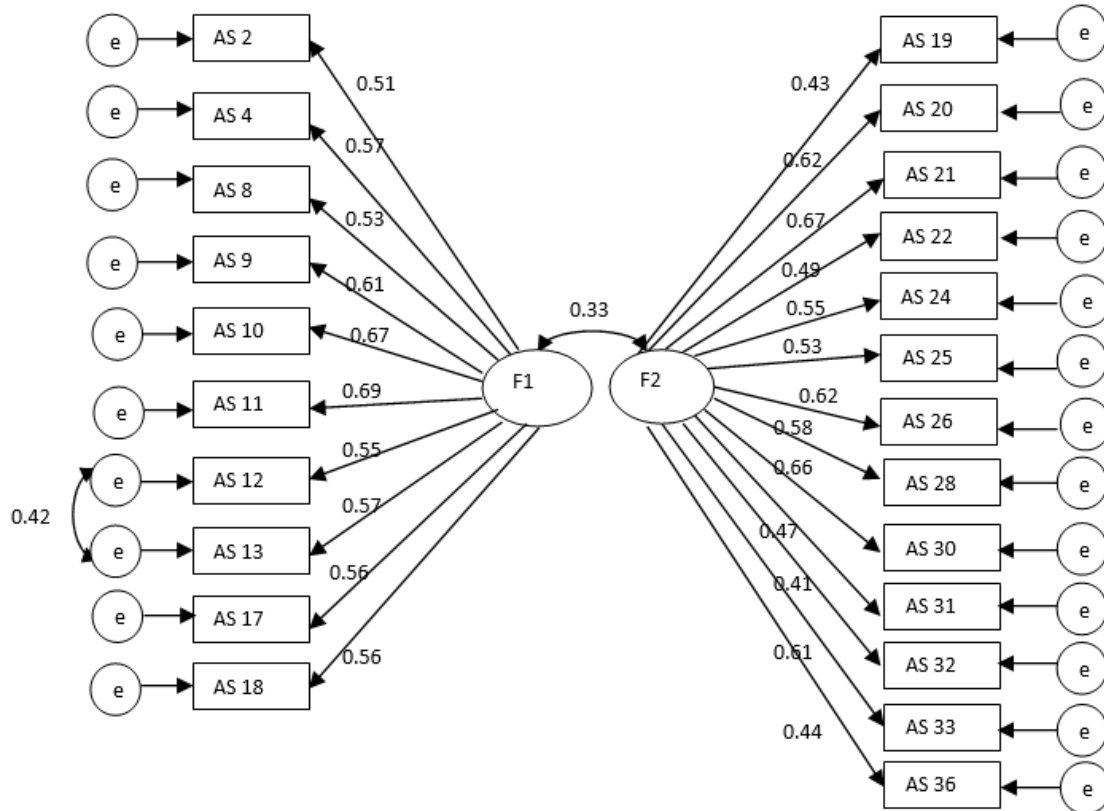 e
AS 2
0.51
e
AS 4
0.57
e
AS 8
0.53
e
AS 9
0.61
e
AS 10
0.67
e
AS 11
0.69
e
AS 12
0.55
0.42
e
AS 13
0.57
e
AS 17
0.56
e
AS 18
0.56
F1
0.33
F2
0.43
AS 19
e
0.62
AS 20
e
0.67
AS 21
e
0.49
AS 22
e
0.55
AS 24
e
0.53
AS 25
e
0.62
AS 26
e
0.58
AS 28
e
0.66
AS 30
e
0.47
AS 31
e
0.41
AS 32
e
0.61
AS 33
e
0.44
AS 36
e